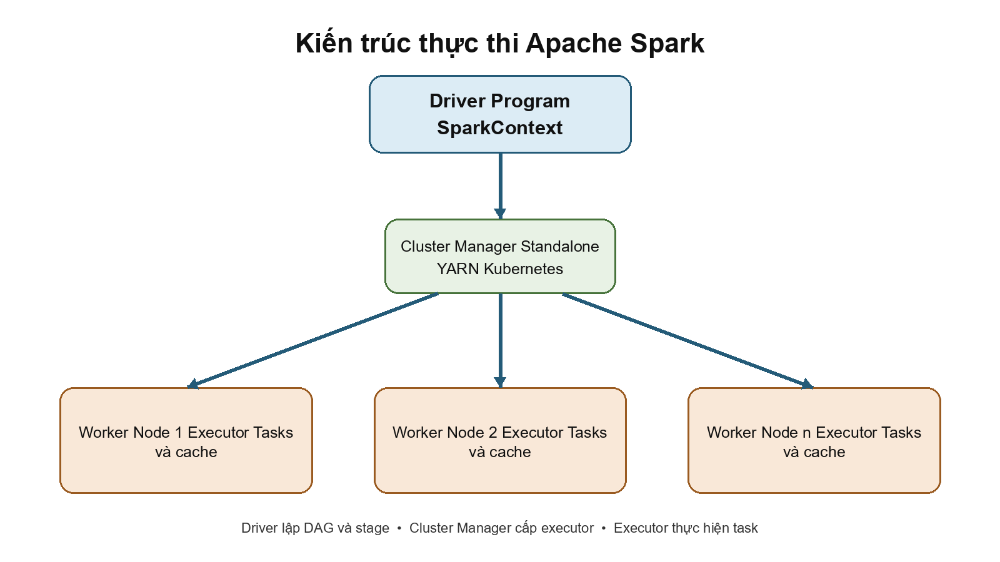 Kiến trúc thực thi Apache Spark
Driver Program
SparkContext
Cluster Manager Standalone
YARN Kubernetes
Worker Node 1 Executor Tasks
và cache
Worker Node 2 Executor Tasks
và cache
Worker Node n Executor Tasks
và cache
Driver lập DAG và stage • Cluster Manager cấp executor • Executor thực hiện task